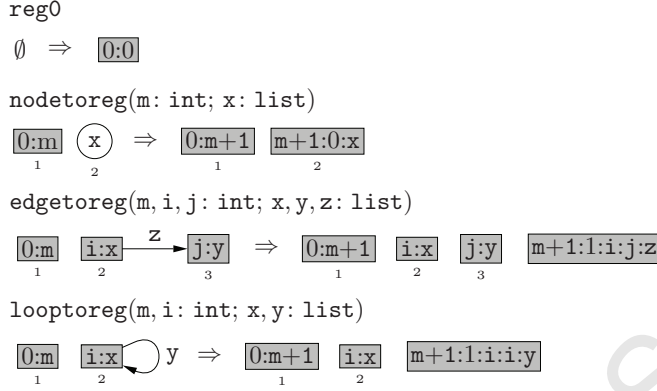 reg0
∅ ⇒ 0:0
nodetoreg(m: int; x: list)
0:m x ⇒ 0:m+1 m+1:0:x
1 2 1 2
edgetoreg(m, i, j: int; x, y, z: list)
0:m i:x z j:y ⇒ 0:m+1 i:x j:y m+1:1:i:j:z
1 2 3 1 2 3
looptoreg(m, i: int; x, y: list)
0:m i:x y ⇒ 0:m+1 i:x m+1:1:i:i:y
1 2 1 2